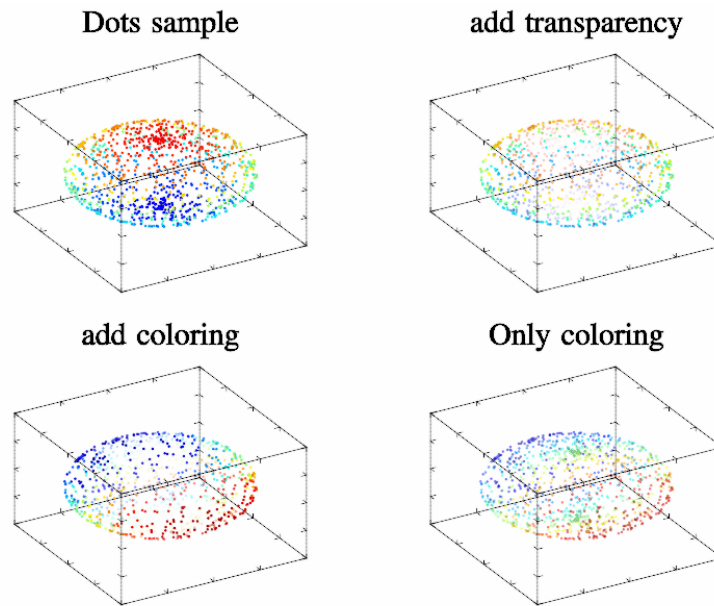 Dots sample
add transparency
add coloring
Only coloring